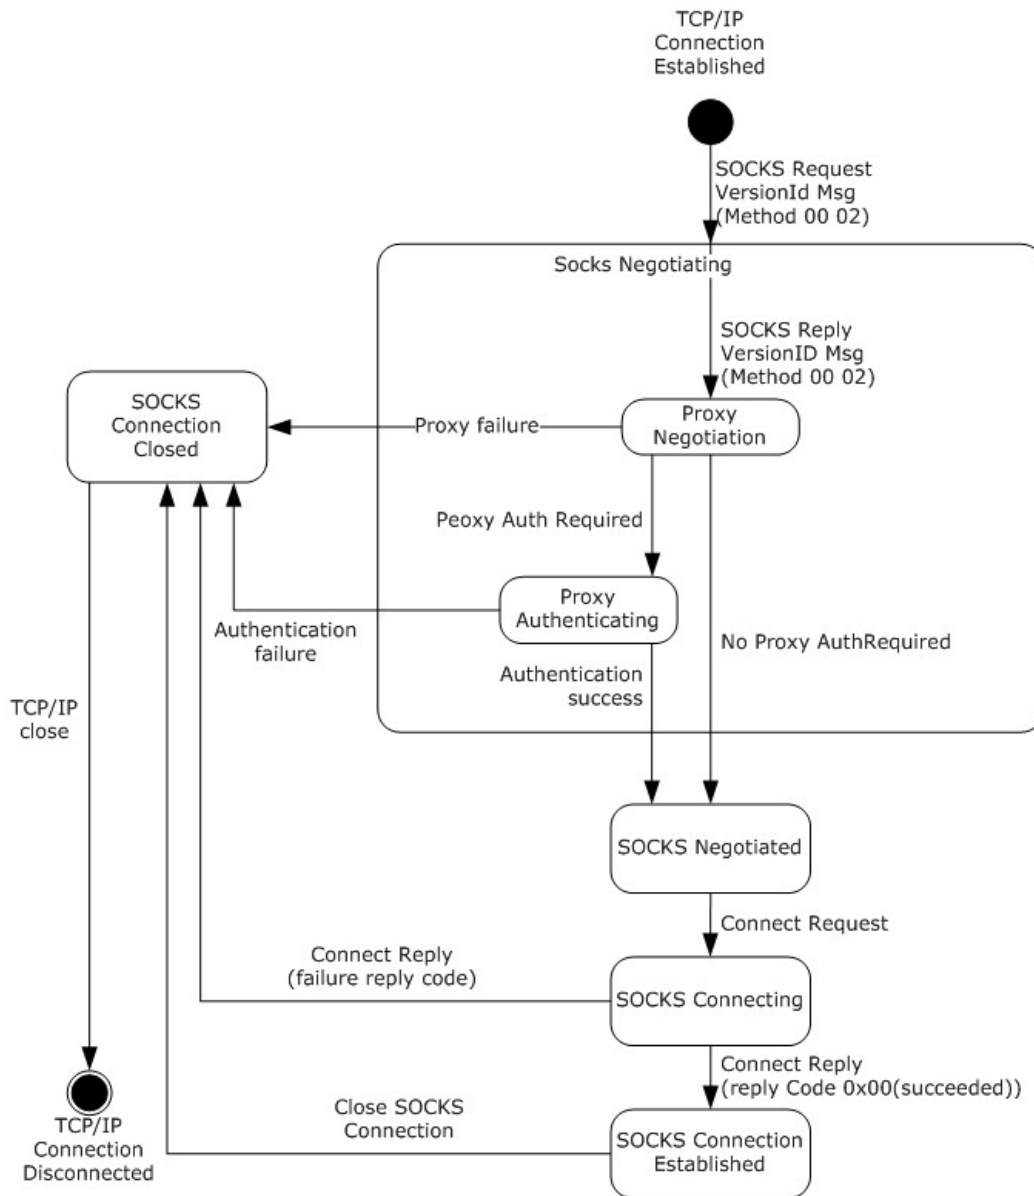 TCP/IP
Connection
Established
SOCKS Request
VersionId Msg
(Method 00 02)
Socks Negotiating
SOCKS Reply
VersionID Msg
(Method 00 02)
SOCKS
Connection
Closed
Proxy failure
Proxy
Negotiation
Peoxy Auth Required
Proxy
Authenticating
Authentication
failure
No Proxy AuthRequired
Authentication
success
TCP/IP
close
SOCKS Negotiated
Connect Request
Connect Reply
(failure reply code)
SOCKS Connecting
Connect Reply
(reply Code 0x00(succeeded))
Close SOCKS
Connection
TCP/IP
Connection
Disconnected
SOCKS Connection
Established